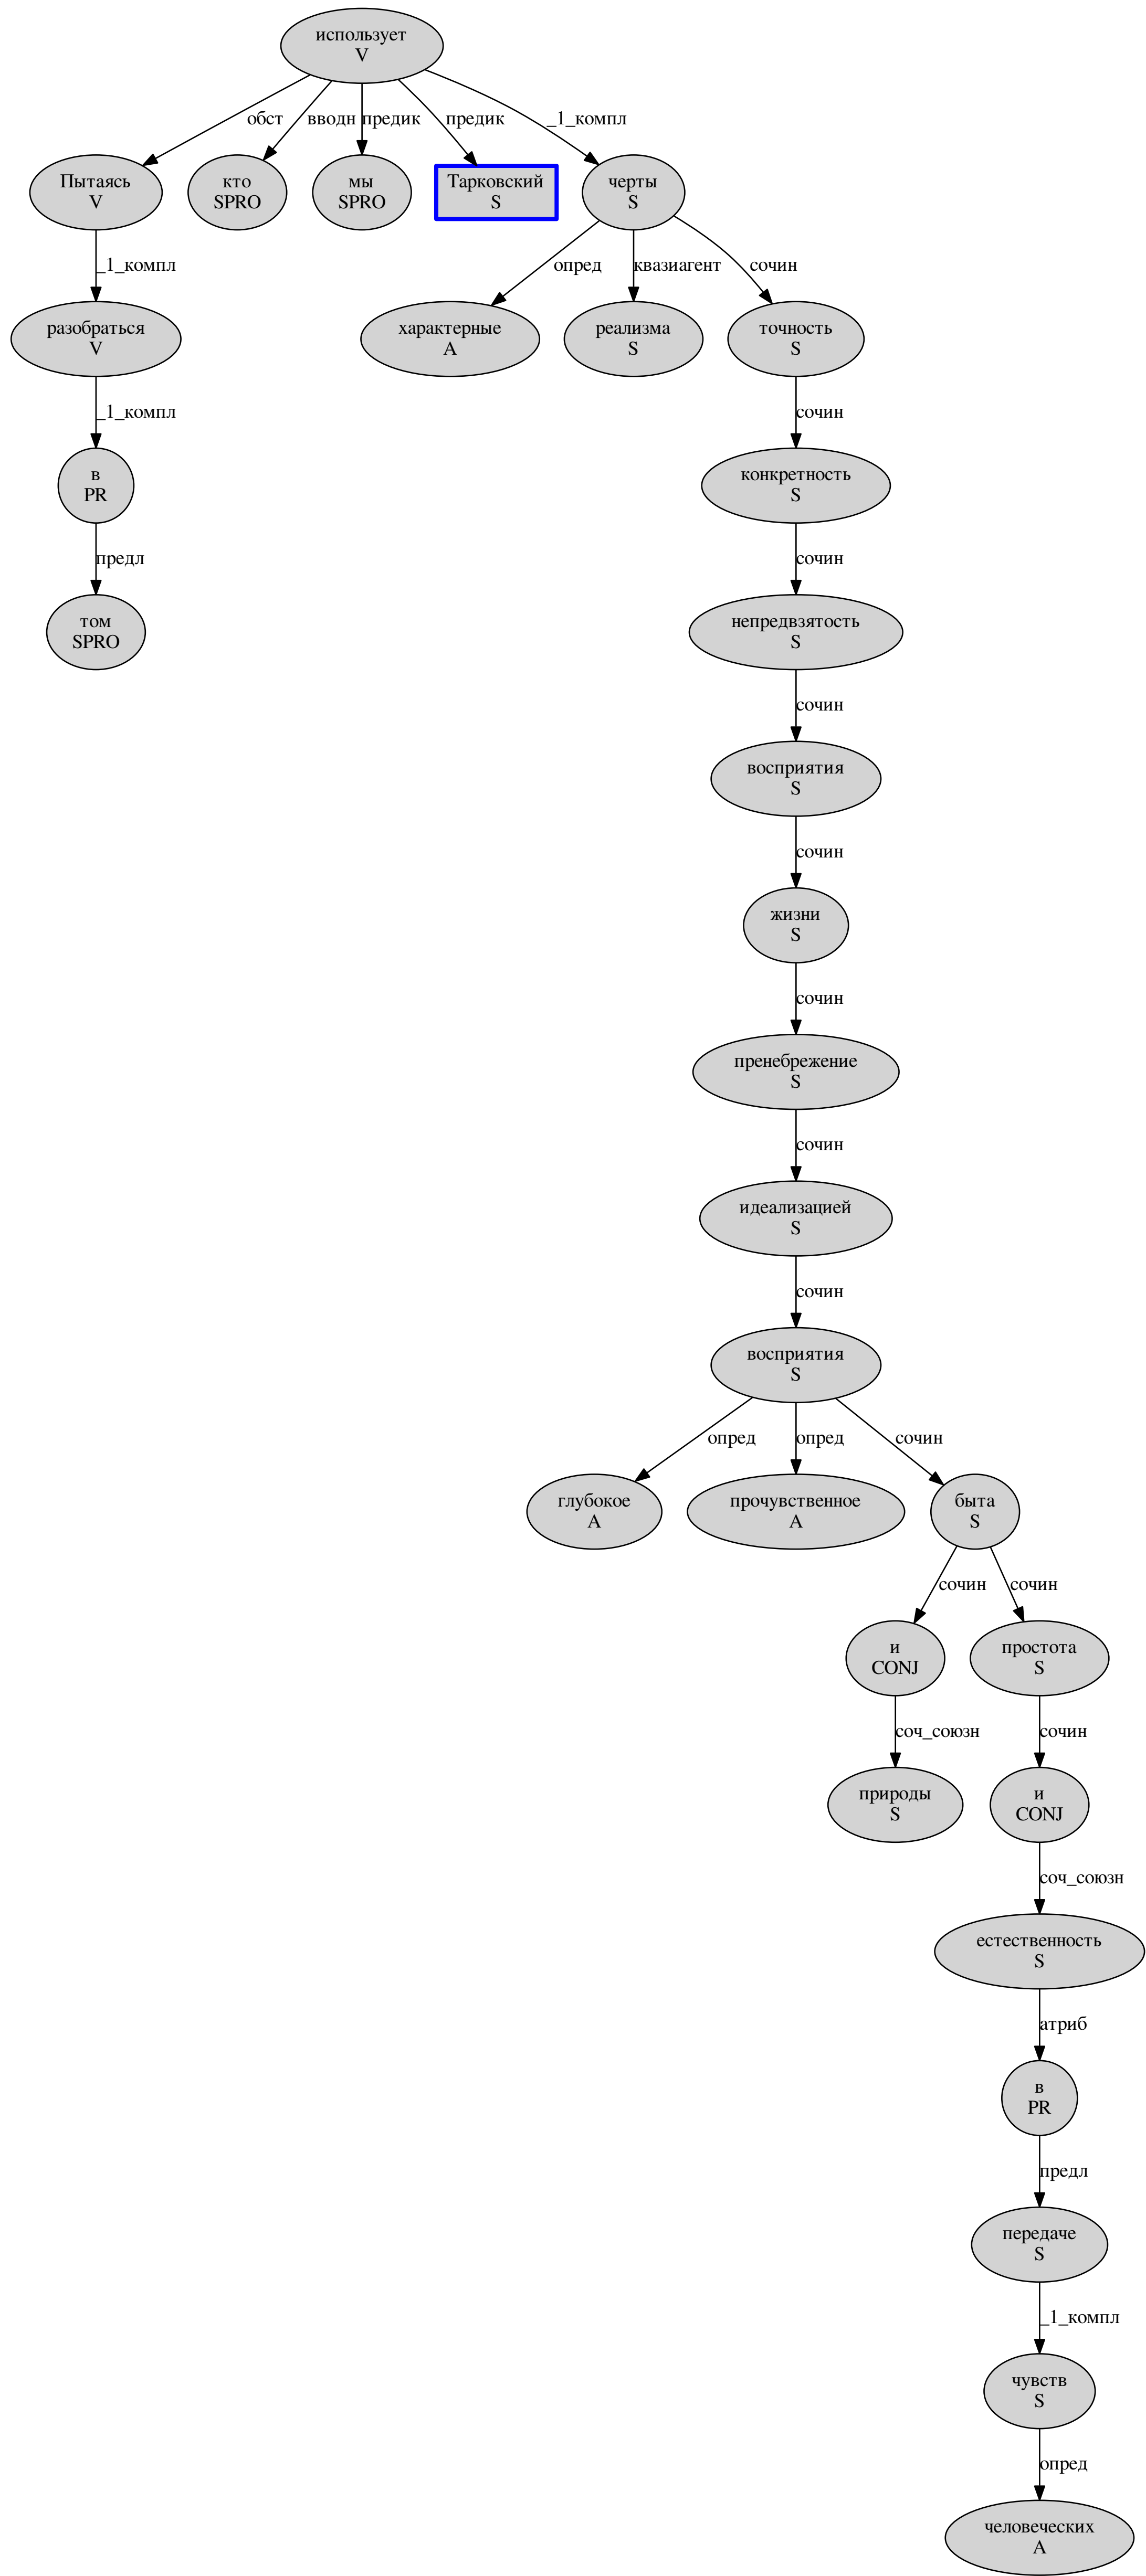 использует
V
обст
вводн
предик
предик
_1_компл
Пытаясь
V
кто
SPRO
мы
SPRO
Тарковский
S
черты
S
_1_компл
опред
квазиагент
сочин
разобраться
V
характерные
A
реализма
S
точность
S
_1_компл
сочин
в
PR
конкретность
S
предл
сочин
том
SPRO
непредвзятость
S
сочин
восприятия
S
сочин
жизни
S
сочин
пренебрежение
S
сочин
идеализацией
S
сочин
восприятия
S
опред
опред
сочин
глубокое
A
прочувственное
A
быта
S
сочин
сочин
и
CONJ
простота
S
соч_союзн
сочин
природы
S
и
CONJ
соч_союзн
естественность
S
атриб
в
PR
предл
передаче
S
_1_компл
чувств
S
опред
человеческих
A